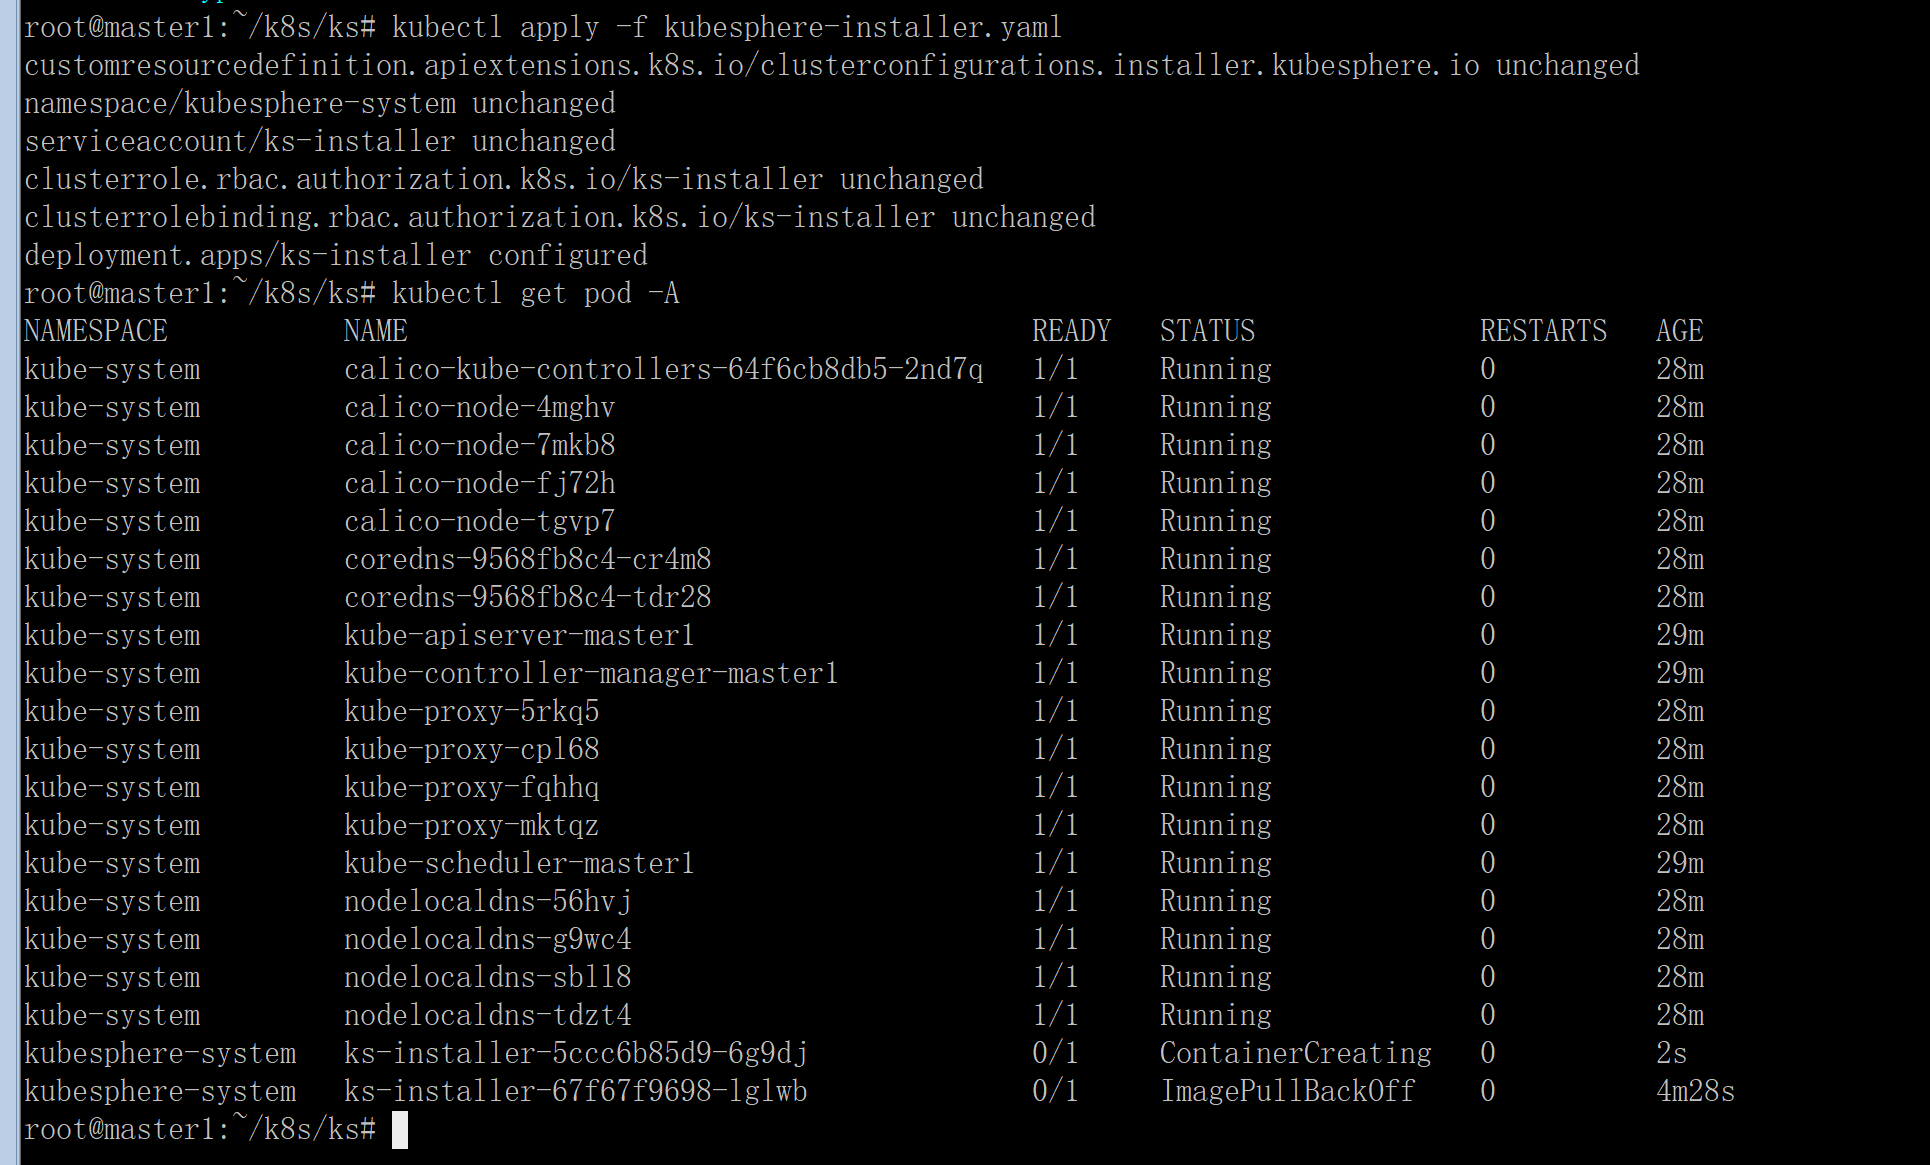 root@master1:~/k8s/ks# kubectl apply -f kubesphere-installer.yaml
customresourcedefinition.apiextensions.k8s.io/clusterconfigurations.installer.kubesphere.io unchanged
namespace/kubesphere-system unchanged
serviceaccount/ks-installer unchanged
clusterrole.rbac.authorization.k8s.io/ks-installer unchanged
clusterrolebinding.rbac.authorization.k8s.io/ks-installer unchanged
deployment.apps/ks-installer configured
root@master1:~/k8s/ks# kubectl get pod -A
NAMESPACE NAME READY STATUS RESTARTS AGE
kube-system calico-kube-controllers-64f6cb8db5-2nd7q 1/1 Running 0 28m
kube-system calico-node-4mghv 1/1 Running 0 28m
kube-system calico-node-7mkb8 1/1 Running 0 28m
kube-system calico-node-fj72h 1/1 Running 0 28m
kube-system calico-node-tgvp7 1/1 Running 0 28m
kube-system coredns-9568fb8c4-cr4m8 1/1 Running 0 28m
kube-system coredns-9568fb8c4-tdr28 1/1 Running 0 28m
kube-system kube-apiserver-master1 1/1 Running 0 29m
kube-system kube-controller-manager-master1 1/1 Running 0 29m
kube-system kube-proxy-5rkq5 1/1 Running 0 28m
kube-system kube-proxy-cpl68 1/1 Running 0 28m
kube-system kube-proxy-fqhhq 1/1 Running 0 28m
kube-system kube-proxy-mktqz 1/1 Running 0 28m
kube-system kube-scheduler-master1 1/1 Running 0 29m
kube-system nodelocaldns-56hvj 1/1 Running 0 28m
kube-system nodelocaldns-g9wc4 1/1 Running 0 28m
kube-system nodelocaldns-sbll8 1/1 Running 0 28m
kube-system nodelocaldns-tdzt4 1/1 Running 0 28m
kubesphere-system ks-installer-5ccc6b85d9-6g9dj 0/1 ContainerCreating 0 2s
kubesphere-system ks-installer-67f67f9698-lglwb 0/1 ImagePullBackOff 0 4m28s
root@master1:~/k8s/ks#